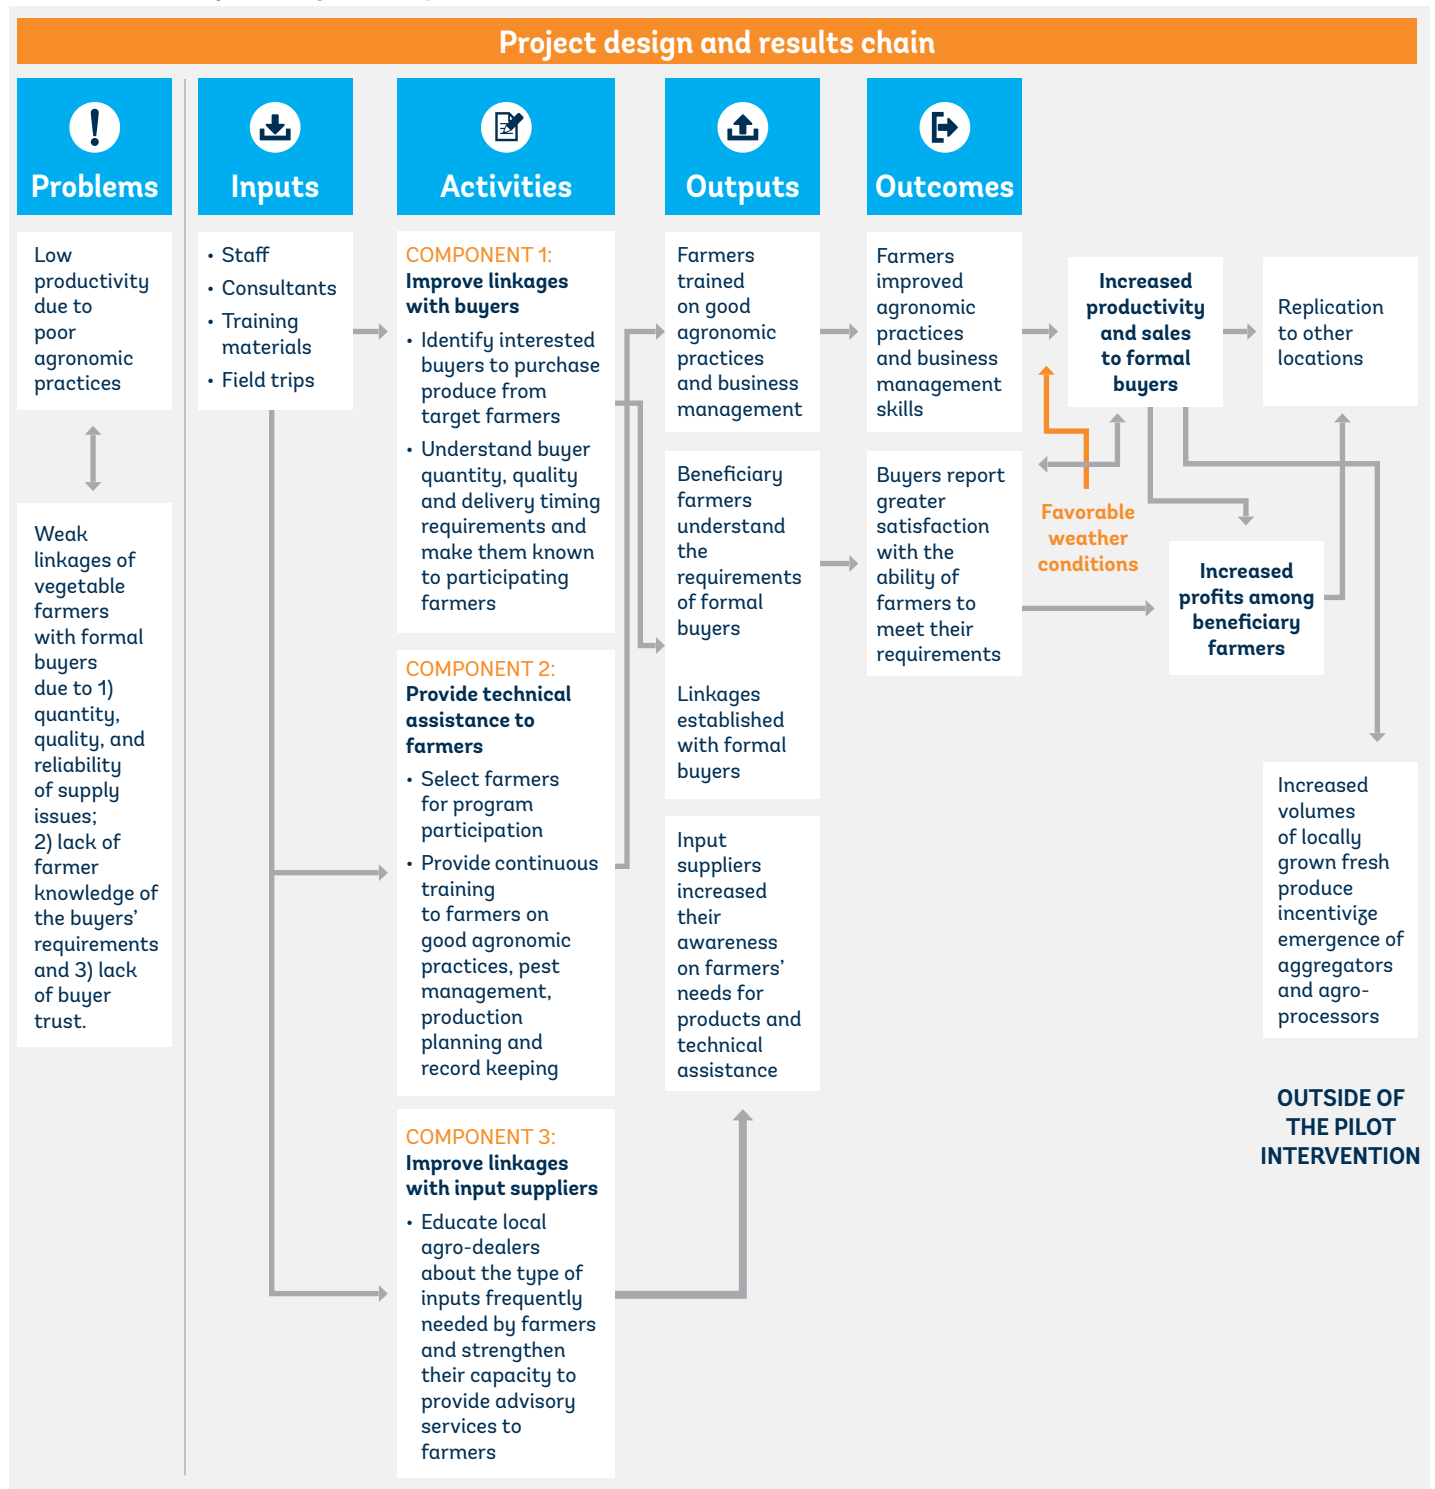 Project design and results chain
Problems
Low
productivity
due to
poor
agronomic
practices
Weak
linkages of
vegetable
farmers
with formal
buyers
due to 1)
quantity,
quality, and
reliability
of supply
issues;
2) lack of
farmer
knowledge of
the buyers’
requirements
and 3) lack
of buyer
trust.
Inputs
• Staff
• Consultants
• Training
materials
• Field trips
Activities
COMPONENT 1:
Improve linkages
with buyers
• Identify interested
buyers to purchase
produce from
target farmers
• Understand buyer
quantity, quality
and delivery timing
requirements and
make them known
to participating
farmers
COMPONENT 2:
Provide technical
assistance to
farmers
• Select farmers
for program
participation
• Provide continuous
training
to farmers on
good agronomic
practices, pest
management,
production
planning and
record keeping
COMPONENT 3:
Improve linkages
with input suppliers
• Educate local
agro-dealers
about the type of
inputs frequently
needed by farmers
and strengthen
their capacity to
provide advisory
services to
farmers
Outputs
Farmers
trained
on good
agronomic
practices
and business
management
Beneficiary
farmers
understand
the
requirements
of formal
buyers
Linkages
established
with formal
buyers
Input
suppliers
increased
their
awareness
on farmers’
needs for
products and
technical
assistance
Outcomes
Farmers
improved
agronomic
practices
and business
management
skills
Buyers report
greater
satisfaction
with the
ability of
farmers to
meet their
requirements
Increased
productivity
and sales
to formal
buyers
Favorable
weather
conditions
Increased
profits among
beneficiary
farmers
Replication
to other
locations
Increased
volumes
of locally
grown fresh
produce
incentivize
emergence of
aggregators
and agro-
processors
OUTSIDE OF
THE PILOT
INTERVENTION